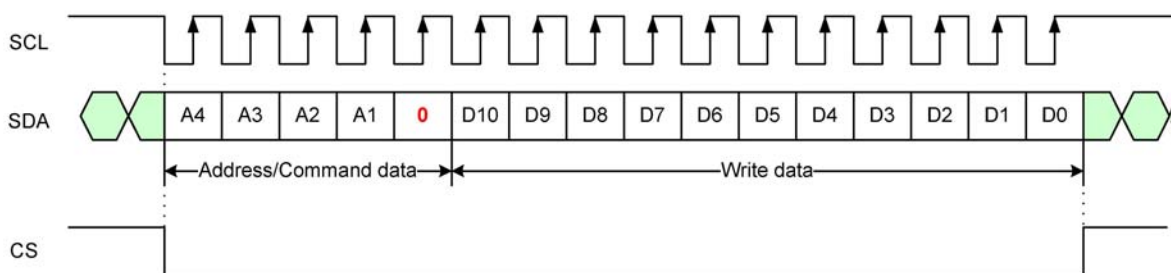 SCL
SDA A4 A3 A2 A1 0 D10 D9 D8 D7 D6 D5 D4 D3 D2 D1 D0
Address/Command data Write data
CS